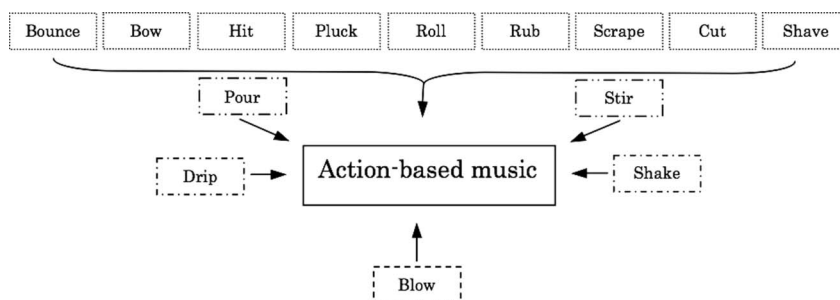 Bounce Bow Hit Pluck Roll Rub Scrape Cut Shave
Pour Stir
Drip Action-based music Shake
Blow